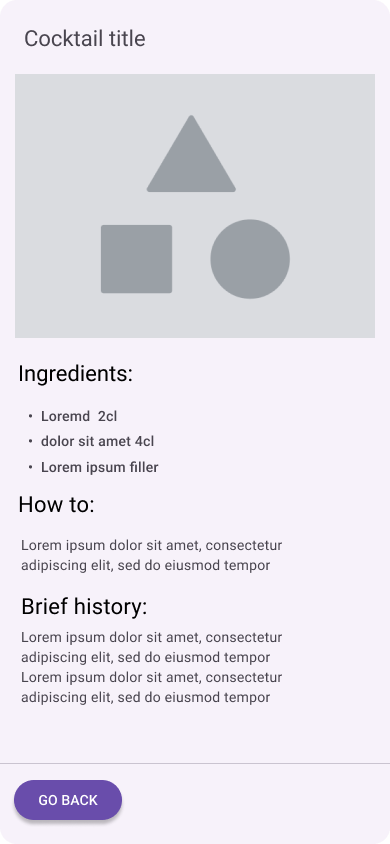 Cocktail title
Ingredients:
• Loremd  2cl
• dolor sit amet 4cl
• Lorem ipsum filler
How to:
Lorem ipsum dolor sit amet, consectetur
adipiscing elit, sed do eiusmod tempor
Brief history:
Lorem ipsum dolor sit amet, consectetur
adipiscing elit, sed do eiusmod tempor
Lorem ipsum dolor sit amet, consectetur
adipiscing elit, sed do eiusmod tempor
GO BACK